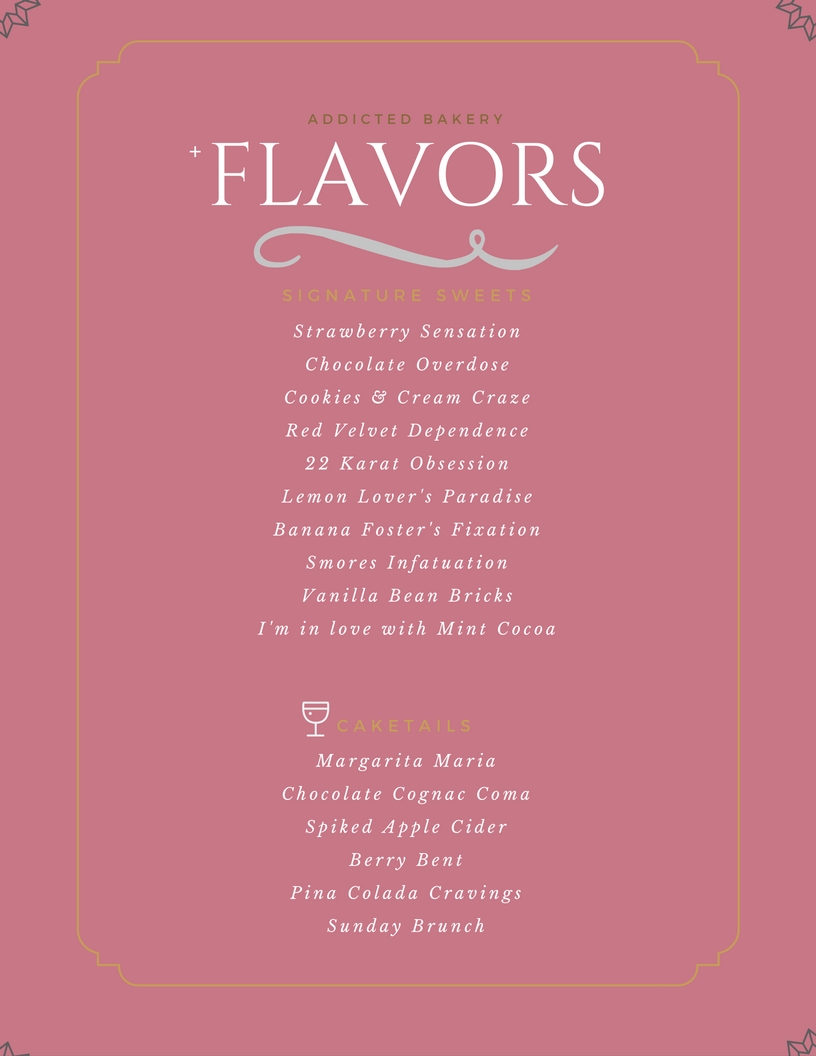 ADDICTED BAKERY
+FLAVORS
SIGNATURE SWEETS
Strawberry Sensation
Chocolate Overdose
Cookies & Cream Craze
Red Velvet Dependence
22 Karat Obsession
Lemon Lover's Paradise
Banana Foster's Fixation
Smores Infatuation
Vanilla Bean Bricks
I'm in love with Mint Cocoa
CAKETAILS
Margarita Maria
Chocolate Cognac Coma
Spiked Apple Cider
Berry Bent
Pina Colada Cravings
Sunday Brunch